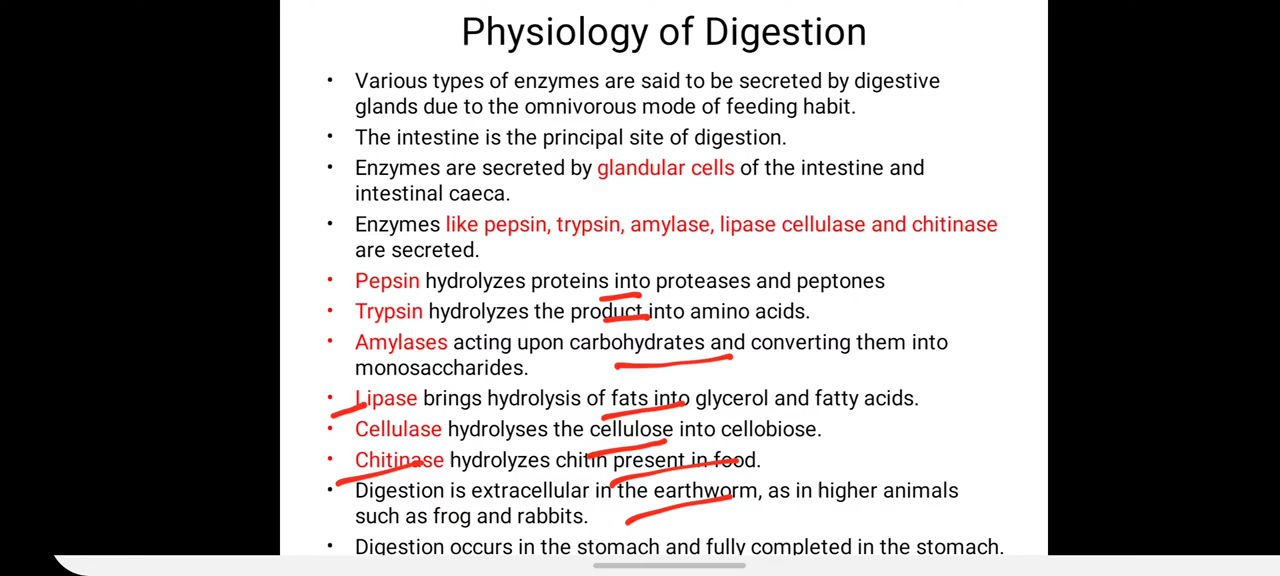 Physiology of Digestion
• Various types of enzymes are said to be secreted by digestive
glands due to the omnivorous mode of feeding habit.
• The intestine is the principal site of digestion.
• Enzymes are secreted by glandular cells of the intestine and
intestinal caeca.
• Enzymes like pepsin, trypsin, amylase, lipase cellulase and chitinase
are secreted.
• Pepsin hydrolyzes proteins into proteases and peptones
• Trypsin hydrolyzes the product into amino acids.
• Amylases acting upon carbohydrates and converting them into
monosaccharides.
• Lipase brings hydrolysis of fats into glycerol and fatty acids.
• Cellulase hydrolyses the cellulose into cellobiose.
• Chitinase hydrolyzes chitin present in food.
• Digestion is extracellular in the earthworm, as in higher animals
such as frog and rabbits.
• Digestion occurs in the stomach and fully completed in the stomach.